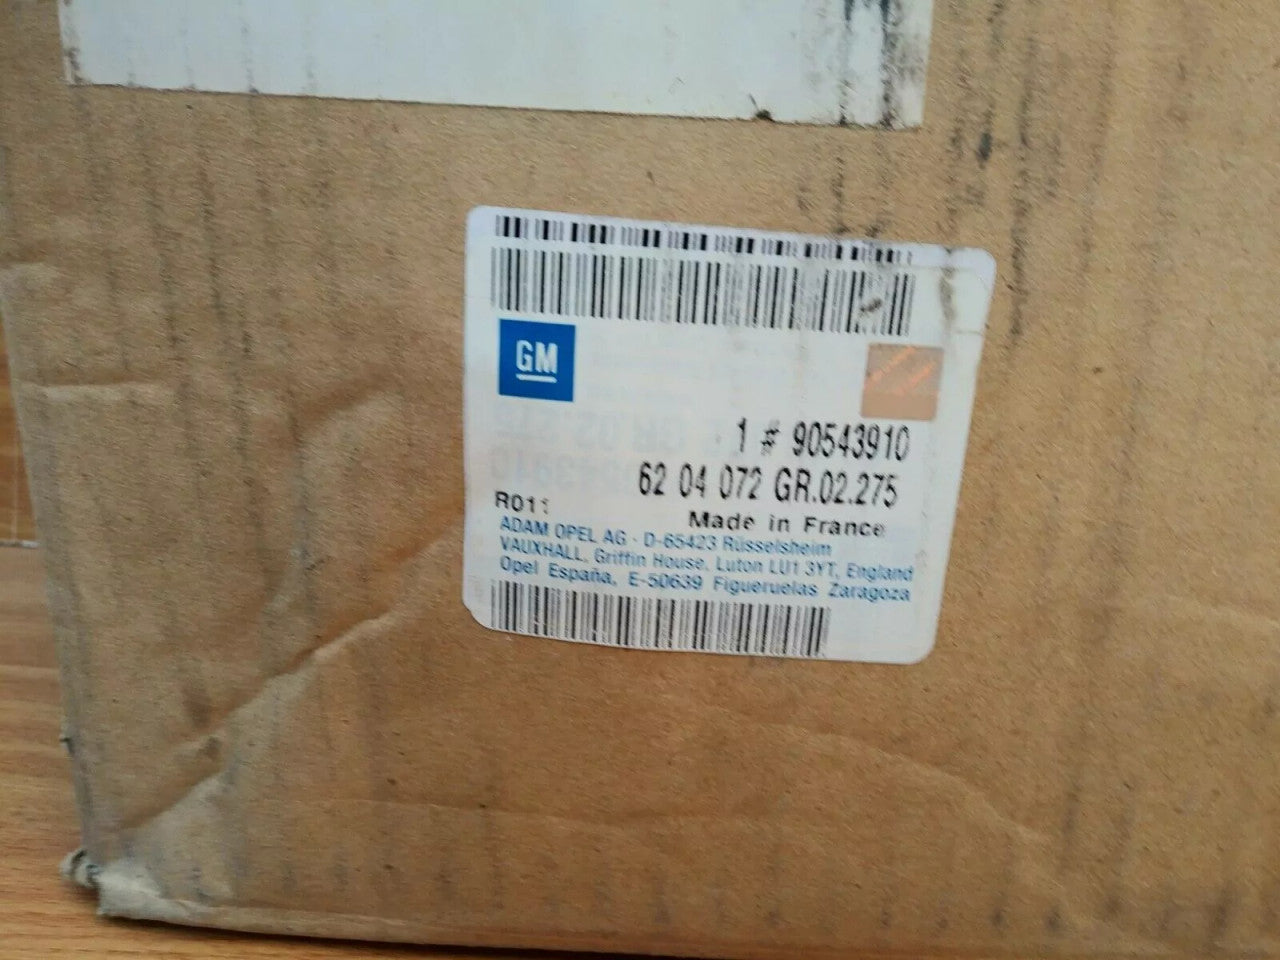 GM
1 # 90543910
62 04 072 GR.02.275
Made in France
ADAM OPEL AG - D-65423 Rüsselsheim
VAUXHALL, Griffin House, Luton LU1 3YT, England
Opel España, E-50639 Figueruelas Zaragoza